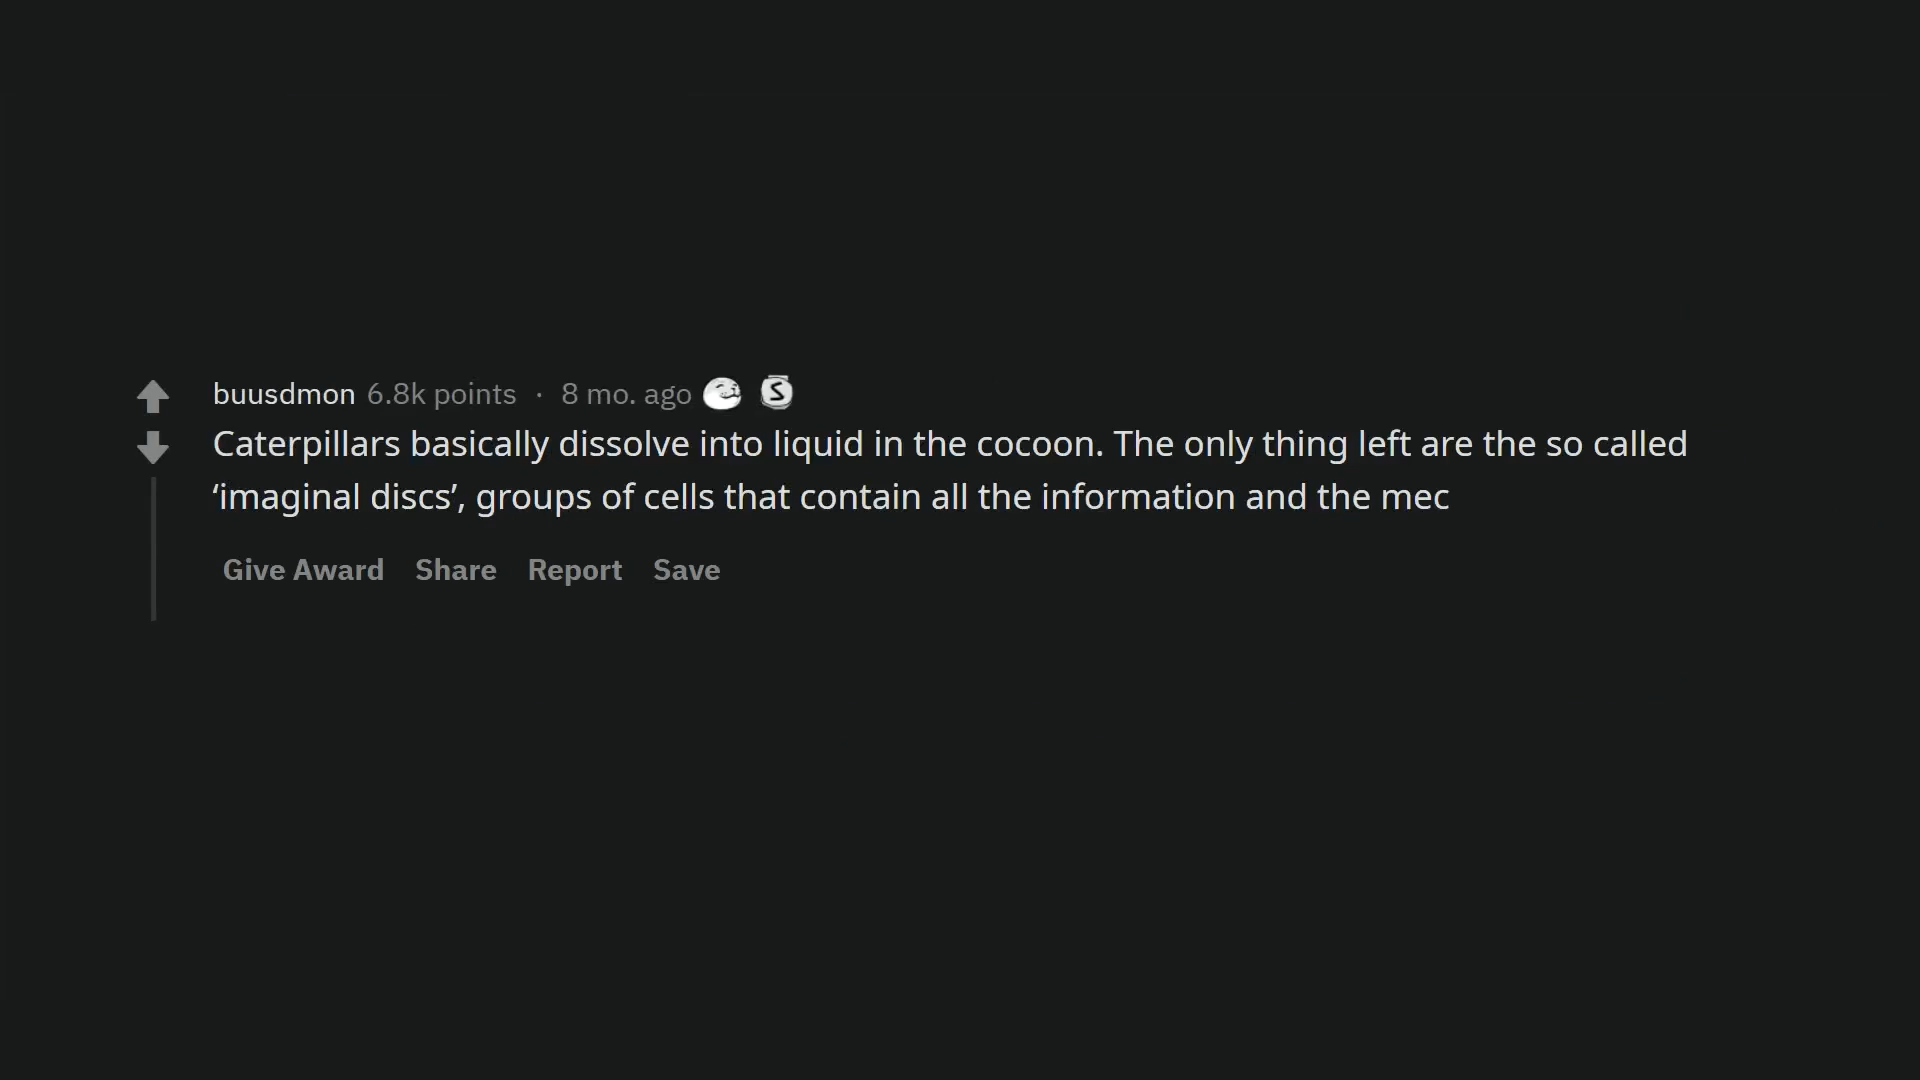 buusdmon 6.8k points · 8 mo. ago
Caterpillars basically dissolve into liquid in the cocoon. The only thing left are the so called
‘imaginal discs’, groups of cells that contain all the information and the mec
Give Award Share Report Save